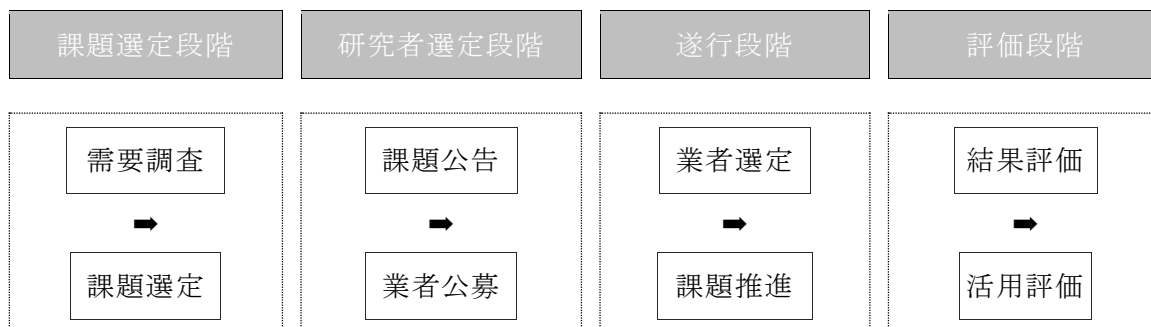 課題選定段階
研究者選定段階
遂行段階
評価段階
需要調査
➡
課題選定
課題公告
➡
業者公募
業者選定
➡
課題推進
結果評価
➡
活用評価